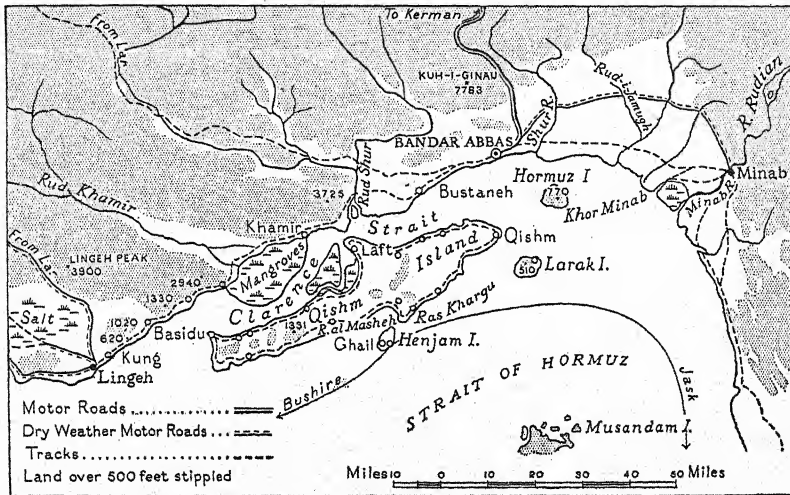 To Kerman
From Lar
KUH-I-GINAU
7783
Rud-i-Jamugh
R. Rudian
Shur R.
BANDAR ABBAS
Rud Shur
Minab
Hormuz I
770
Bustaneh
3725
Khor Minab
Minab R.
Rud Khamir
Khamir
Strait
Qishm
Laft
Island
Mangroves
From La.
LINGEH PEAK
3900
Larak I.
510
2940
Clarence
1330
Salt
Qishm
1331
R. al Masheh
Ras Khargu
1020
Basidu
620
Ghail
Henjam I.
Kung
Lingeh
Bushire
STRAIT OF HORMUZ
Jask
Motor Roads
Dry Weather Motor Roads
Musandam I.
Tracks
Land over 500 feet stippled
Miles 10 0 10 20 30 40 50 Miles